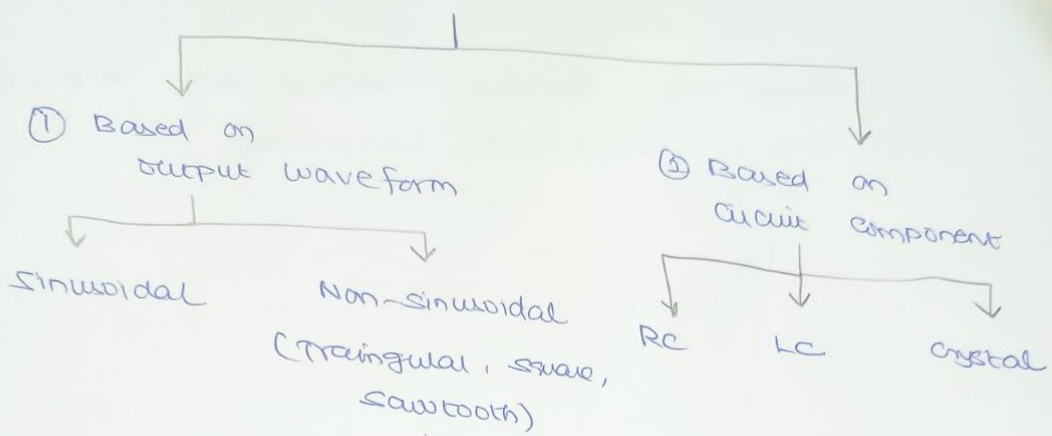 ① Based on
output waveform
Sinusoidal
Non-sinusoidal
(Traingular, square,
sawtooth)
② Based on
circuit component
RC
LC
Crystal